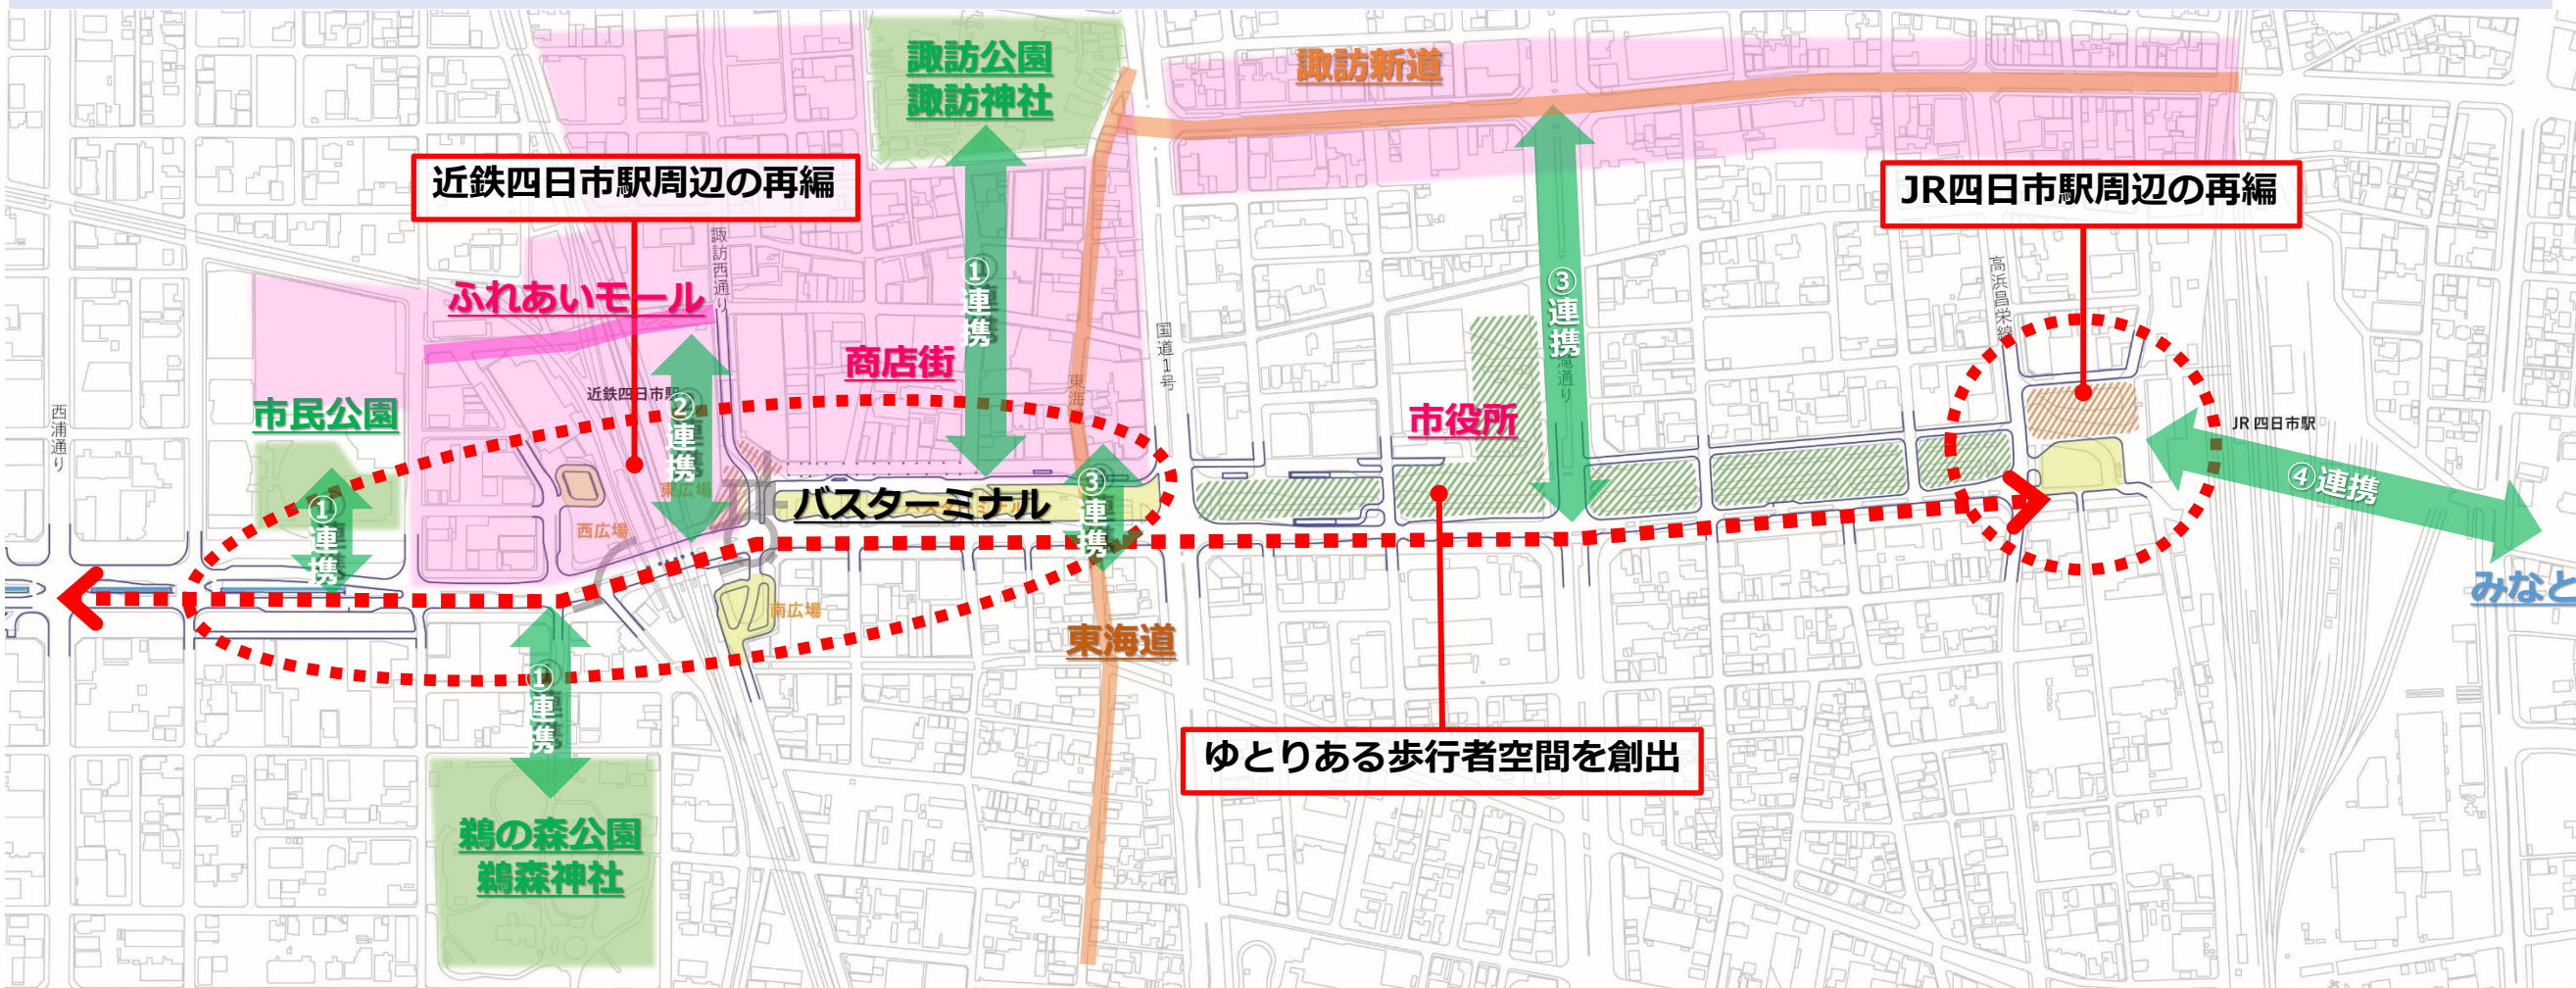 諏訪公園
諏訪神社
諏訪新道
近鉄四日市駅周辺の再編
JR四日市駅周辺の再編
諏訪西通り
ふれあいモール
①連携
③連携
高浜昌栄線
国道1号
商店街
近鉄四日市駅
②連携
市民公園
西浦通り
市役所
JR 四日市駅
④連携
東広場
バスターミナル
③連携
西広場
①連携
みなと
南広場
東海道
①連携
ゆとりある歩行者空間を創出
鵜の森公園
鵜森神社